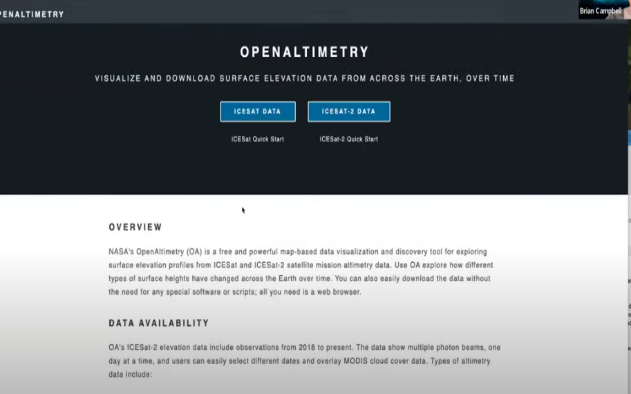 PENALTIMETRY
Brian Campbell
OPENALTIMETRY
VISUALIZE AND DOWNLOAD SURFACE ELEVATION DATA FROM ACROSS THE EARTH, OVER TIME
ICESAT DATA ICESAT-2 DATA
ICESat Quick Start ICESat-2 Quick Start
OVERVIEW
NASA's OpenAltimetry (OA) is a free and powerful map-based data visualization and discovery tool for exploring
surface elevation profiles from ICESat and ICESat-2 satellite mission altimetry data. Use OA explore how different
types of surface heights have changed across the Earth over time. You can also easily download the data without
the need for any special software or scripts; all you need is a web browser.
DATA AVAILABILITY
OA's ICESat-2 elevation data include observations from 2018 to present. The data show multiple photon beams, one
day at a time, and users can easily select different dates and overlay MODIS cloud cover data. Types of altimetry
data include: